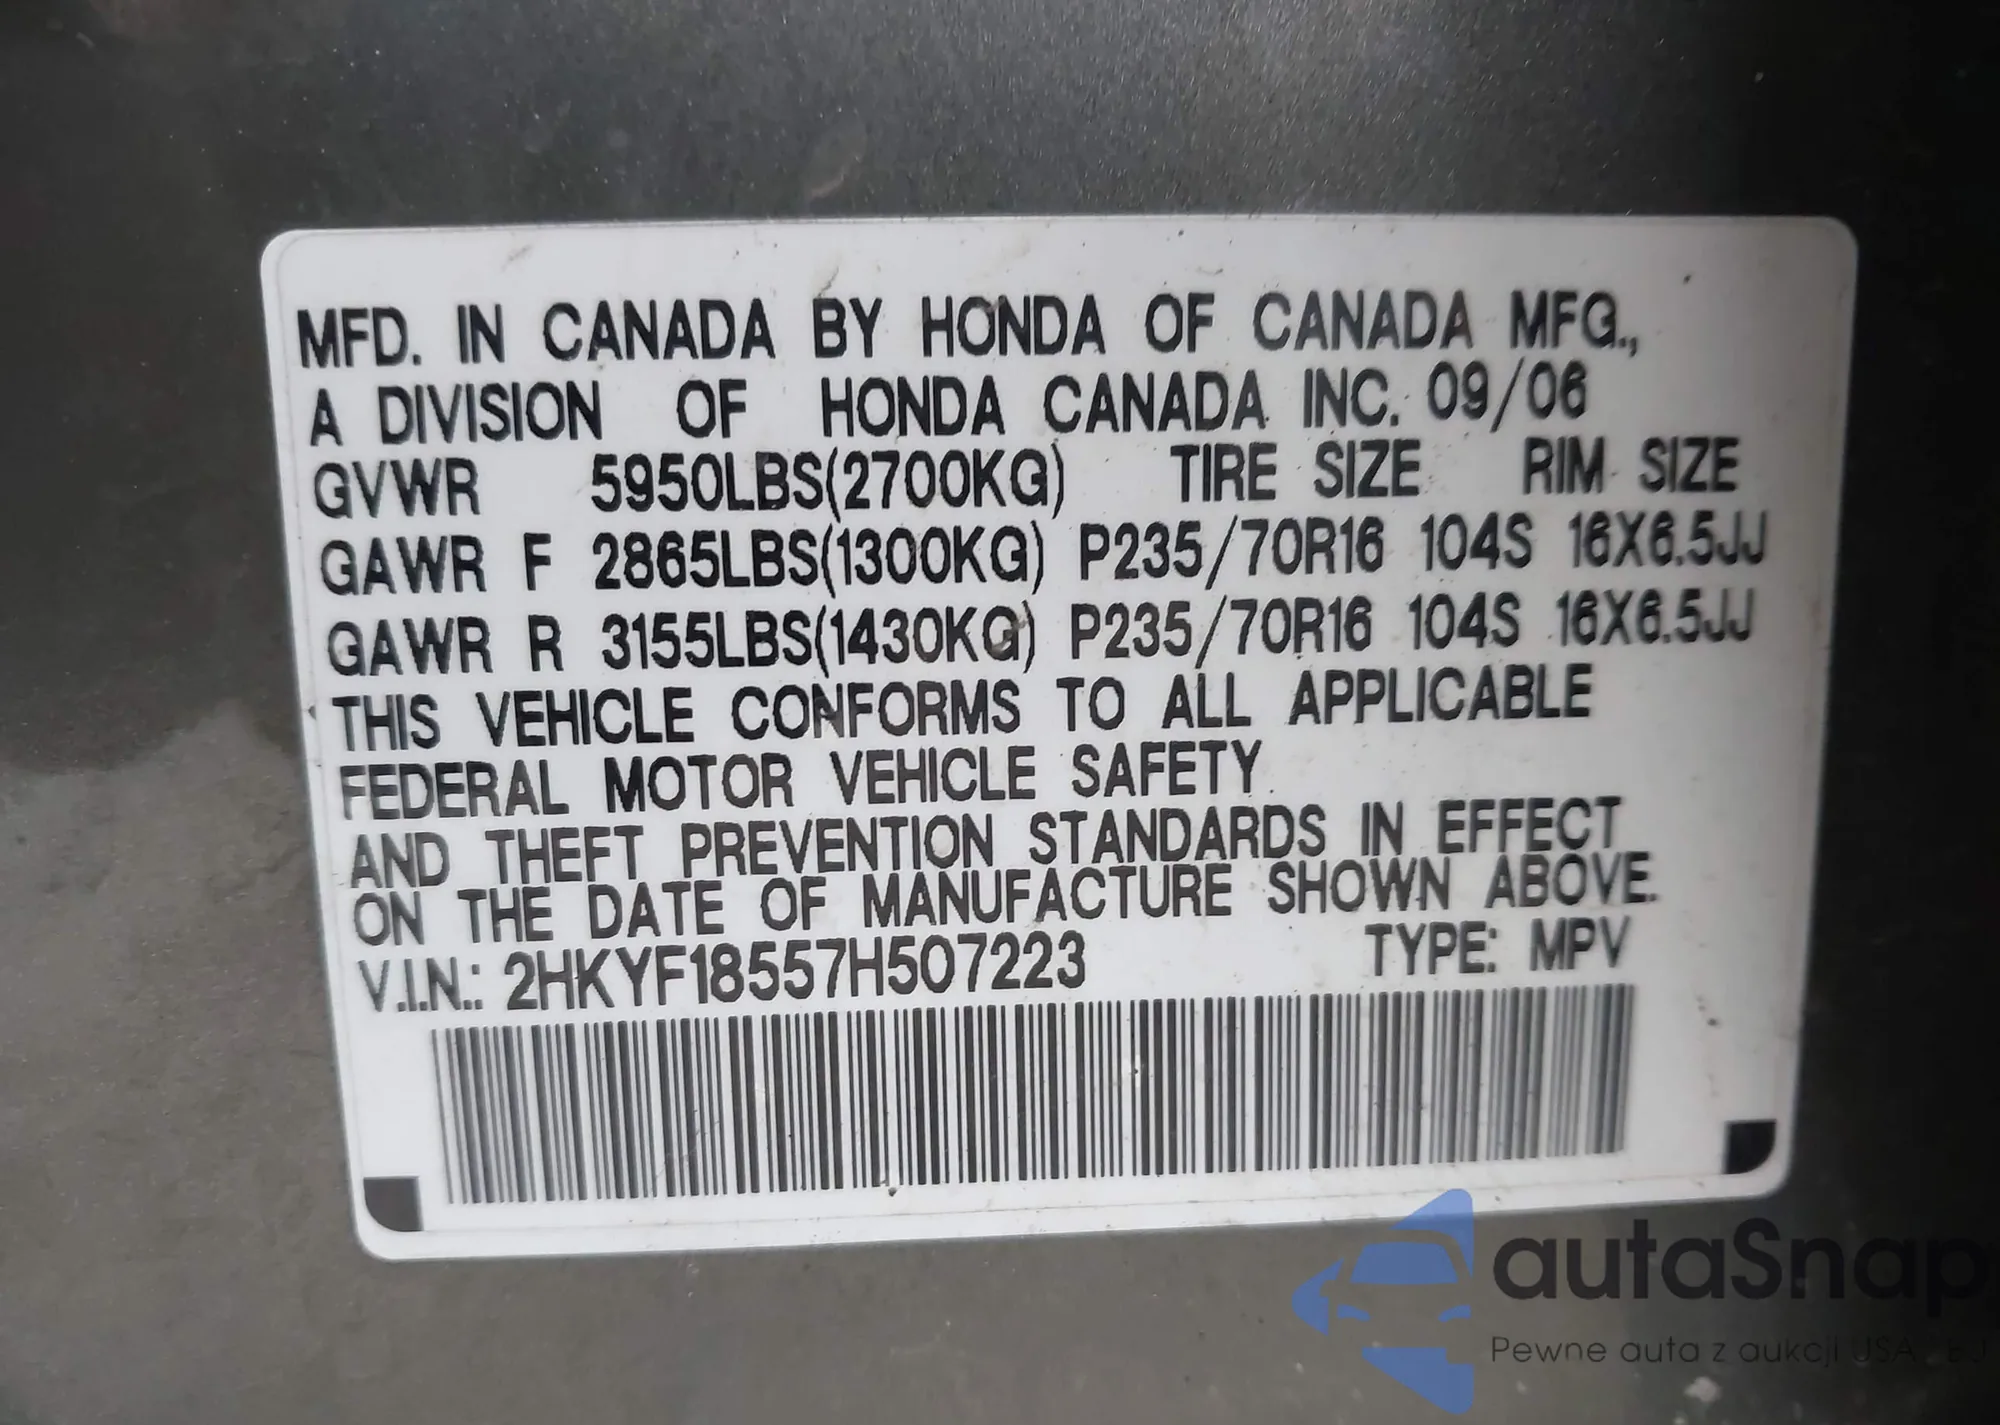 MFD. IN CANADA BY HONDA OF CANADA MFG.,
A DIVISION OF HONDA CANADA INC. 09/06
GVWR 5950LBS(2700KG) TIRE SIZE RIM SIZE
GAWR F 2865LBS(1300KG) P235/70R16 104S 16X6.5JJ
GAWR R 3155LBS(1430KG) P235/70R16 104S 16X6.5JJ
THIS VEHICLE CONFORMS TO ALL APPLICABLE
FEDERAL MOTOR VEHICLE SAFETY
AND THEFT PREVENTION STANDARDS IN EFFECT
ON THE DATE OF MANUFACTURE SHOWN ABOVE.
V.I.N.: 2HKYF18557H507223 TYPE: MPV
autaSnap
Pewne auta z aukcji USA